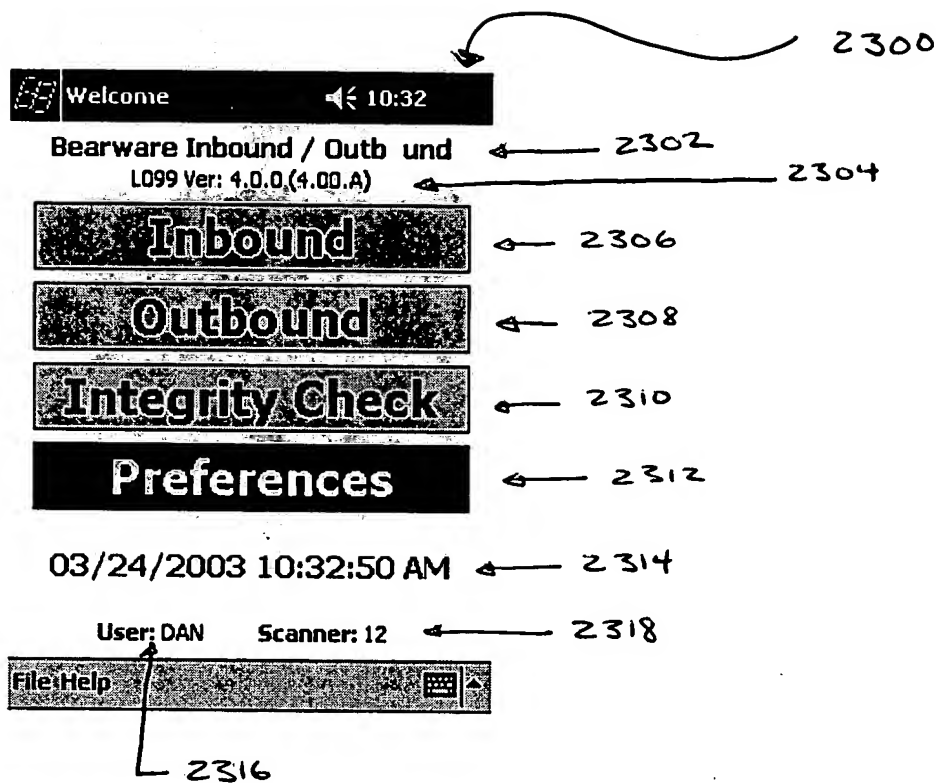 2300
Welcome 10:32
Bearware Inbound / Outb und 2302
L099 Ver: 4.0.0.(4.00.A) 2304
Inbound 2306
Outbound 2308
Integrity Check 2310
Preferences 2312
03/24/2003 10:32:50 AM 2314
User: DAN Scanner: 12 2318
File Help
2316